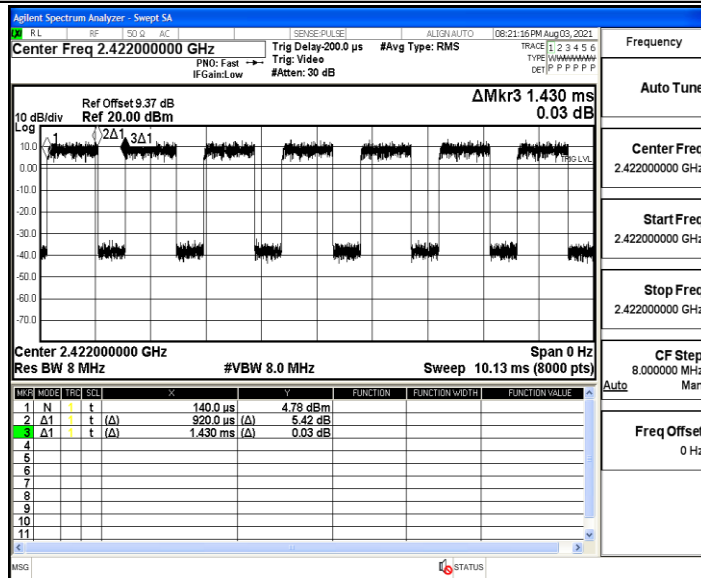 Agilent Spectrum Analyzer - Swept SA
RL RF 50 Ω AC SENSE:PULSE ALIGN AUTO 08:21:16 PM Aug 03, 2021
Center Freq 2.422000000 GHz
PNO: Fast
IFGain:Low
Trig Delay-200.0 µs
Trig: Video
#Atten: 30 dB
#Avg Type: RMS
TRACE 1 2 3 4 5 6
TYPE WWWWWW
DET P P P P P P
ΔMkr3 1.430 ms
0.03 dB
Ref Offset 9.37 dB
10 dB/div Ref 20.00 dBm
Log
1 2Δ1 3Δ1
TRIG LVL
10.0
0.00
-10.0
-20.0
-30.0
-40.0
-50.0
-60.0
-70.0
Center 2.422000000 GHz Span 0 Hz
Res BW 8 MHz #VBW 8.0 MHz Sweep 10.13 ms (8000 pts)
MKR MODE TRC SCL X Y FUNCTION FUNCTION WIDTH FUNCTION VALUE
1 N 1 t 140.0 µs 4.78 dBm
2 Δ1 1 t (Δ) 920.0 µs (Δ) 5.42 dB
3 Δ1 1 t (Δ) 1.430 ms (Δ) 0.03 dB
4
5
6
7
8
9
10
11
MSG STATUS
Frequency
Auto Tune
Center Freq
2.422000000 GHz
Start Freq
2.422000000 GHz
Stop Freq
2.422000000 GHz
CF Step
8.000000 MHz
Auto Man
Freq Offset
0 Hz